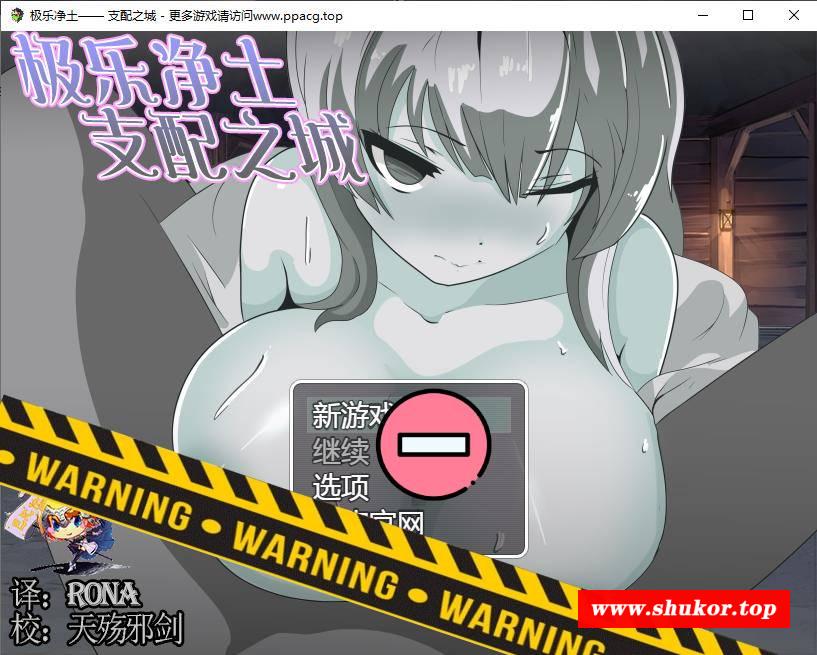 极乐净土—— 支配之城 - 更多游戏请访问www.ppacg.top
极乐净土
支配之城
新游戏
继续
选项
官网
WARNING • WARNING • WARNING
译：RONA
校：天殇邪剑
www.shukor.top